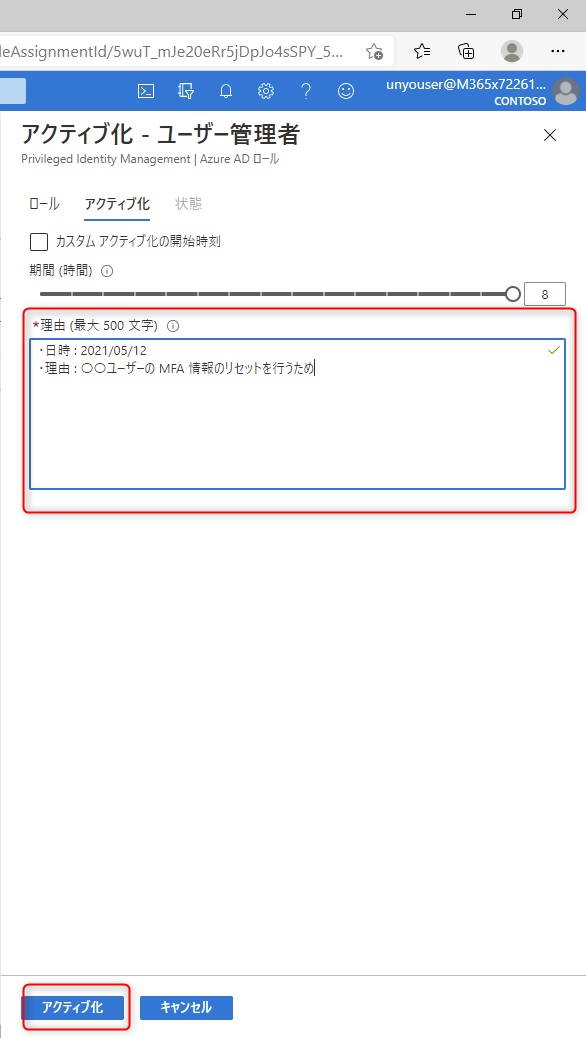 leAssignmentId/5wuT_mJe20eRr5jDpJo4sSPY_5...
unyouser@M365x72261...
CONTOSO
アクティブ化 - ユーザー管理者
Privileged Identity Management | Azure AD ロール
ロール アクティブ化 状態
カスタム アクティブ化の開始時刻
期間 (時間)
8
*理由 (最大 500 文字)
・日時 : 2021/05/12
・理由 : 〇〇ユーザーの MFA 情報のリセットを行うため
アクティブ化 キャンセル